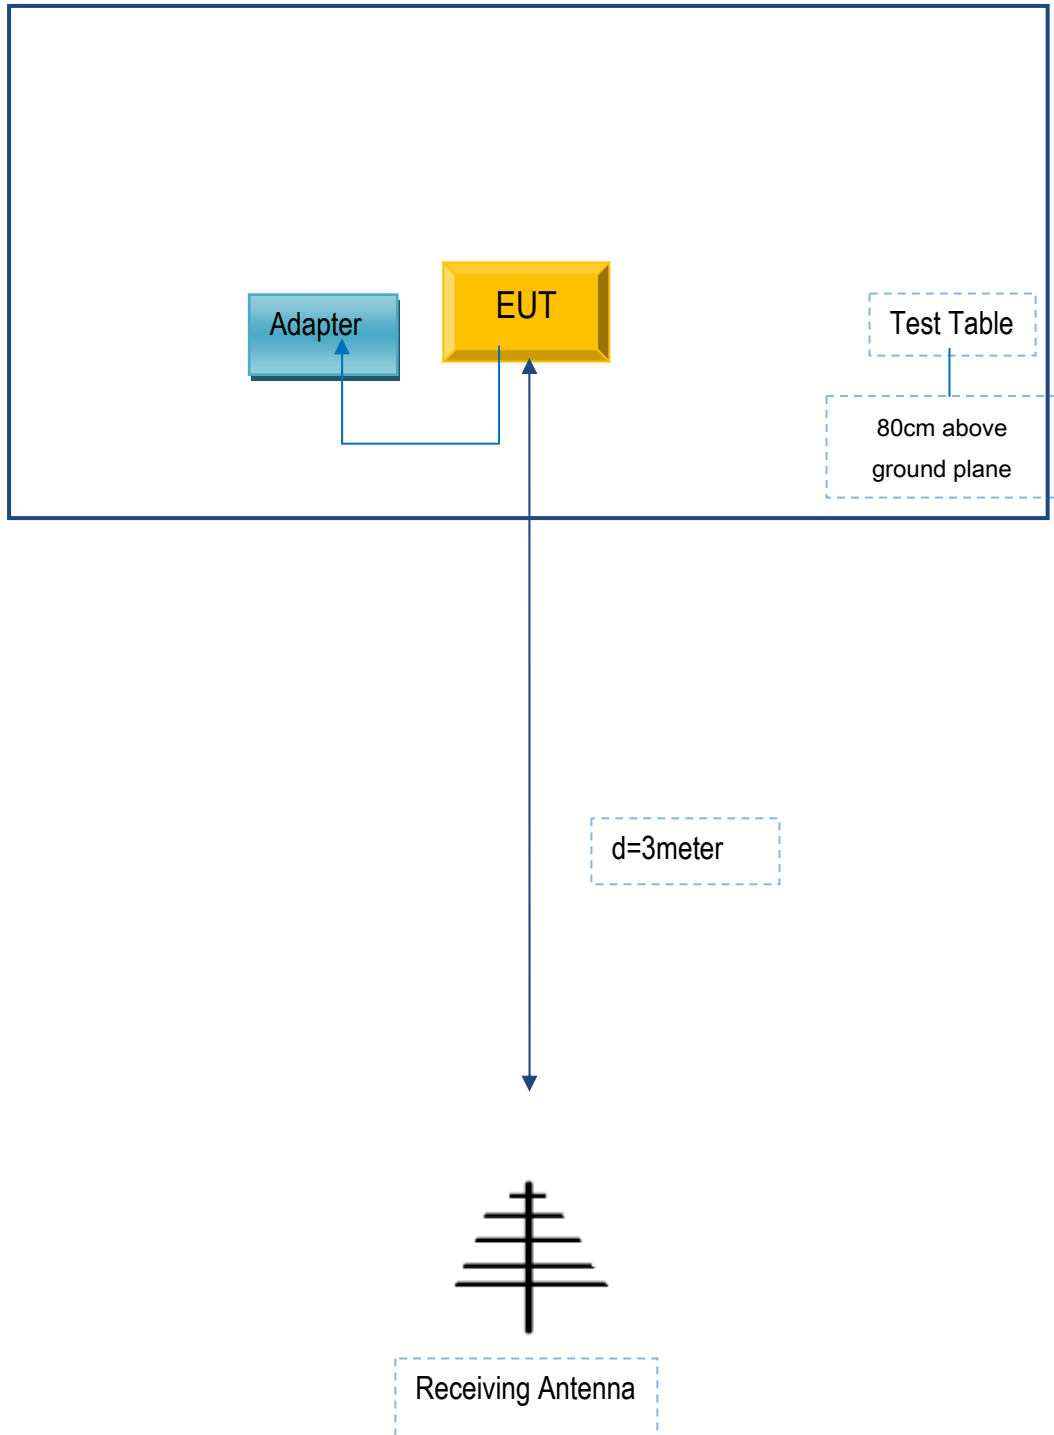 EUT
Adapter
Test Table
80cm above
ground plane
d=3meter
Receiving Antenna